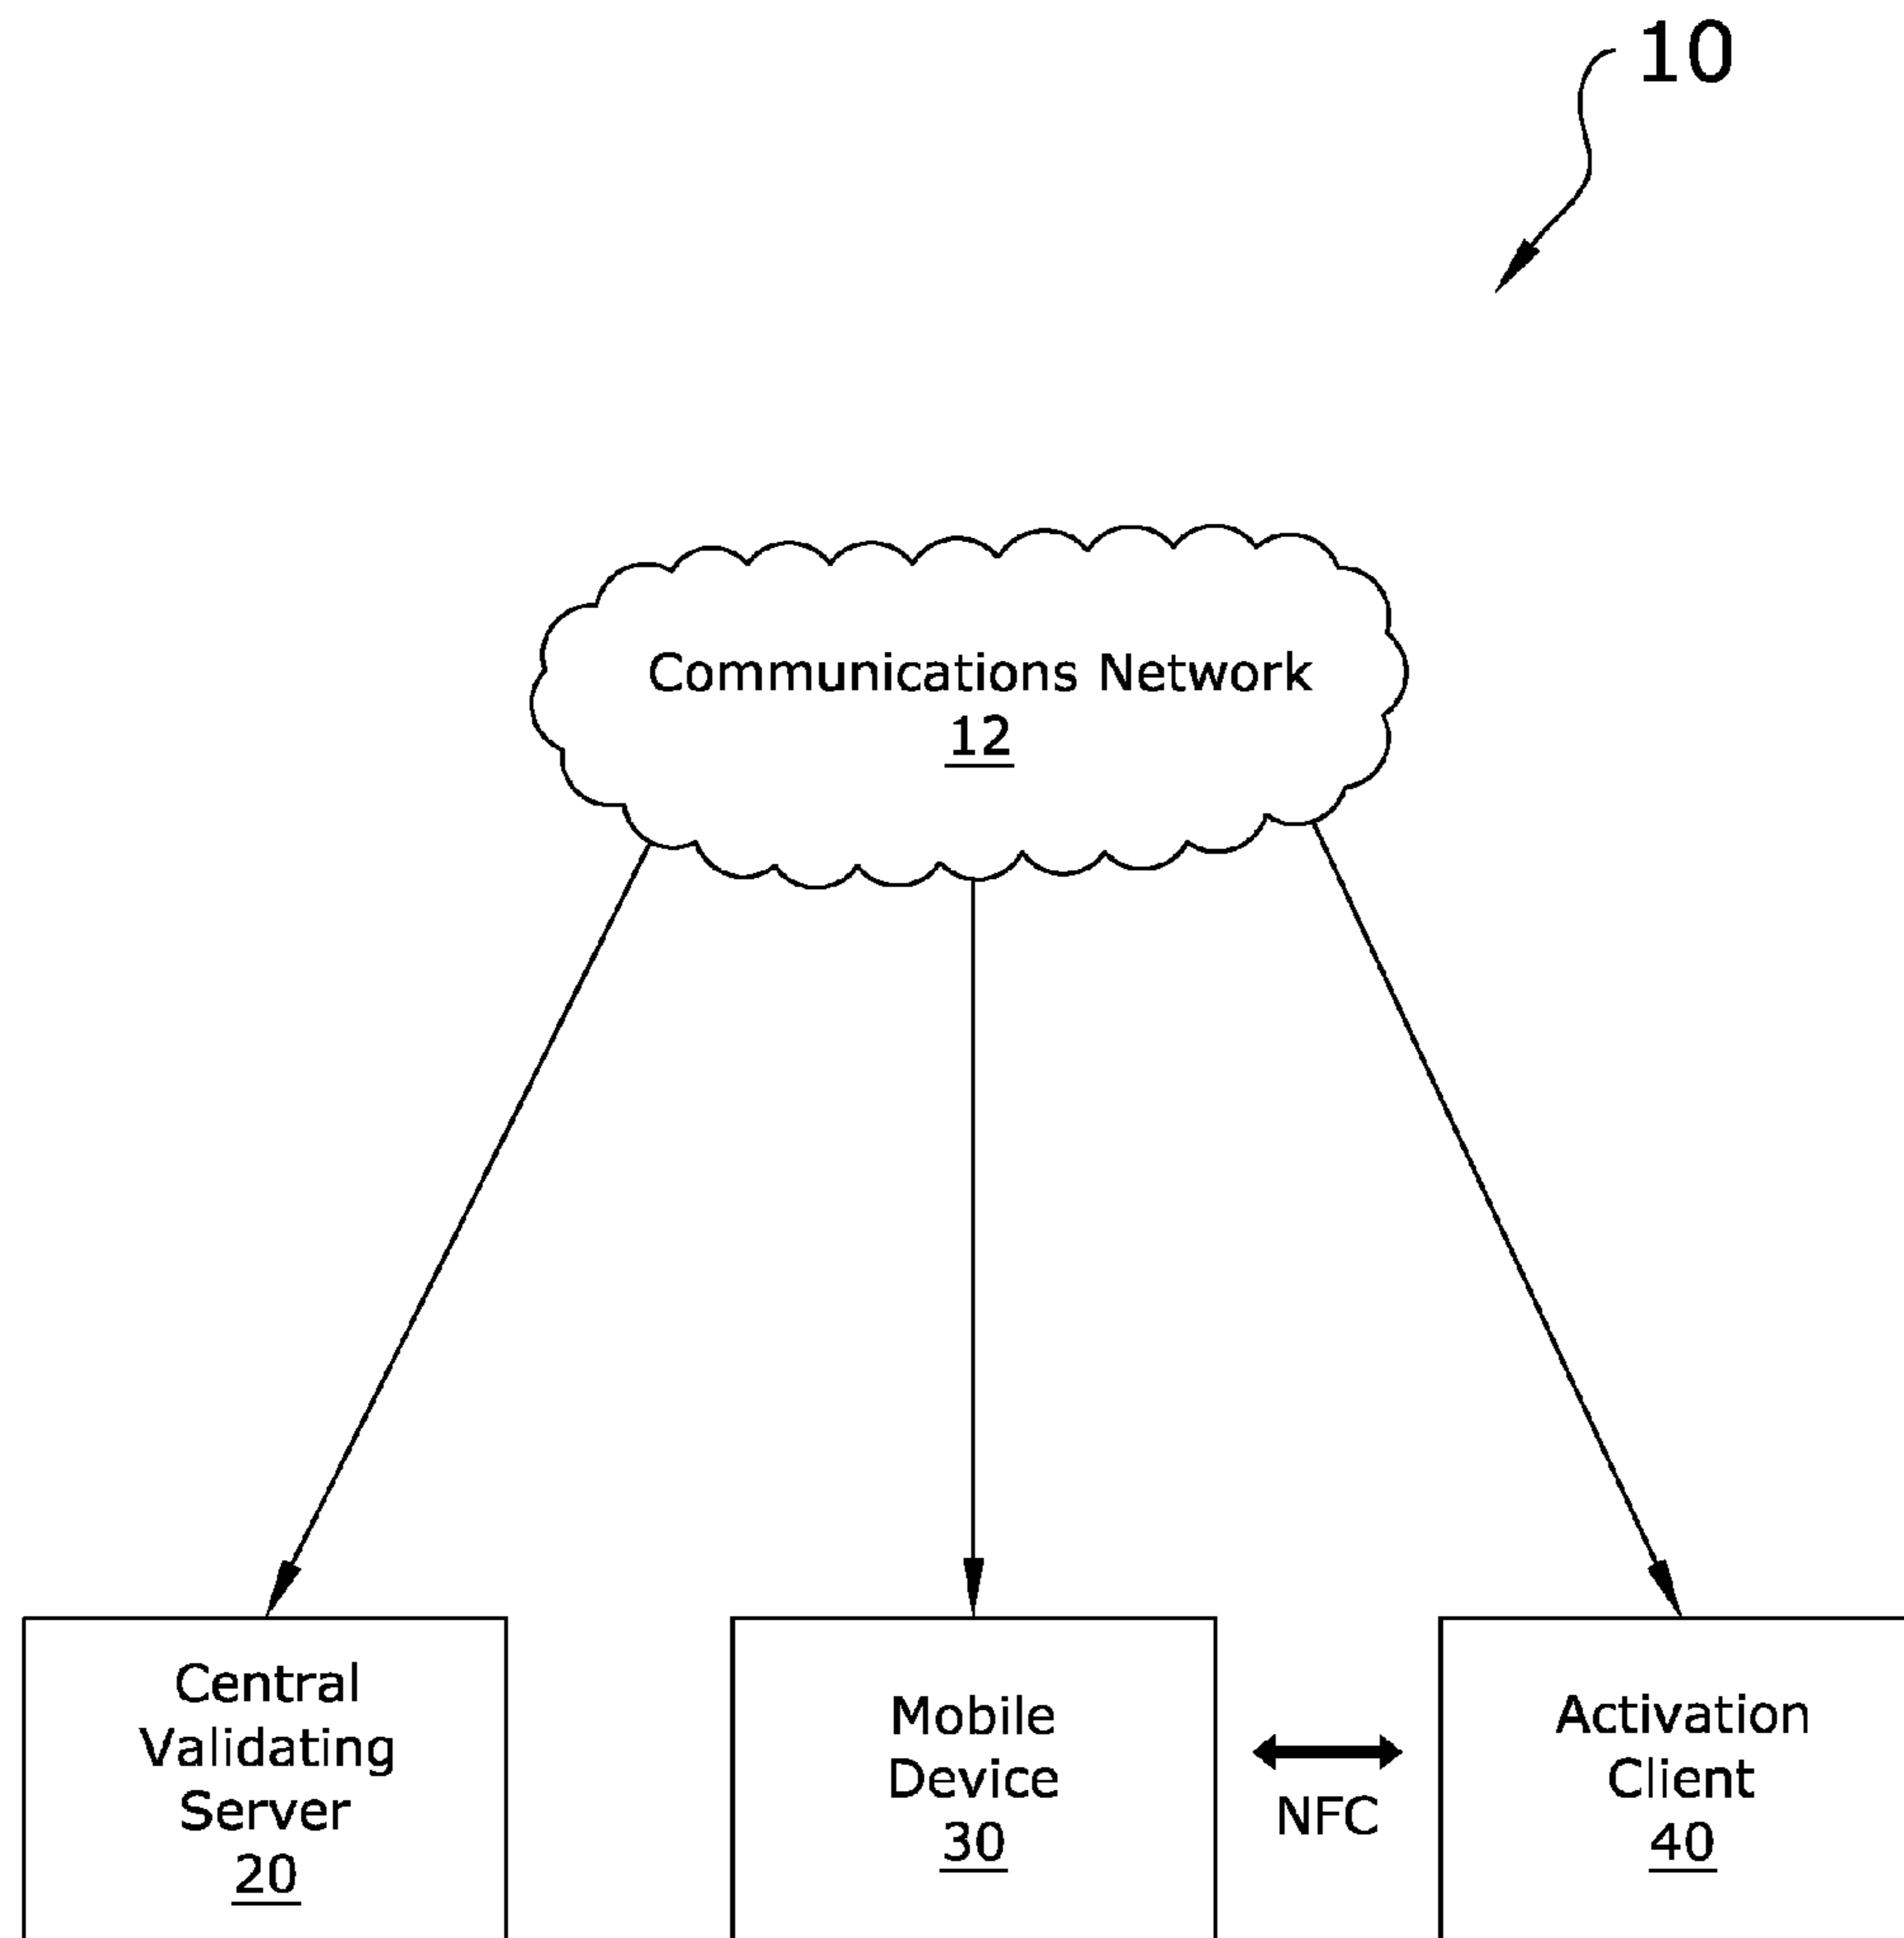 10
Communications Network
12
Central
Validating
Server
20
Mobile
Device
30
NFC
Activation
Client
40